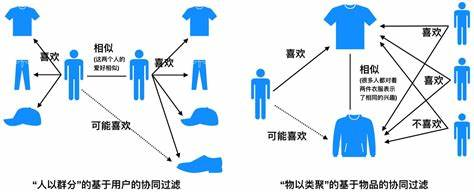 喜欢
相似
(这两个人的
爱好相似)
喜欢
可能喜欢
“人以群分”的基于用户的协同过滤
喜欢
喜欢
相似
(很多人都对着
两件衣服表示
了相同的兴趣)
喜欢
可能喜欢
不喜欢
“物以类聚”的基于物品的协同过滤